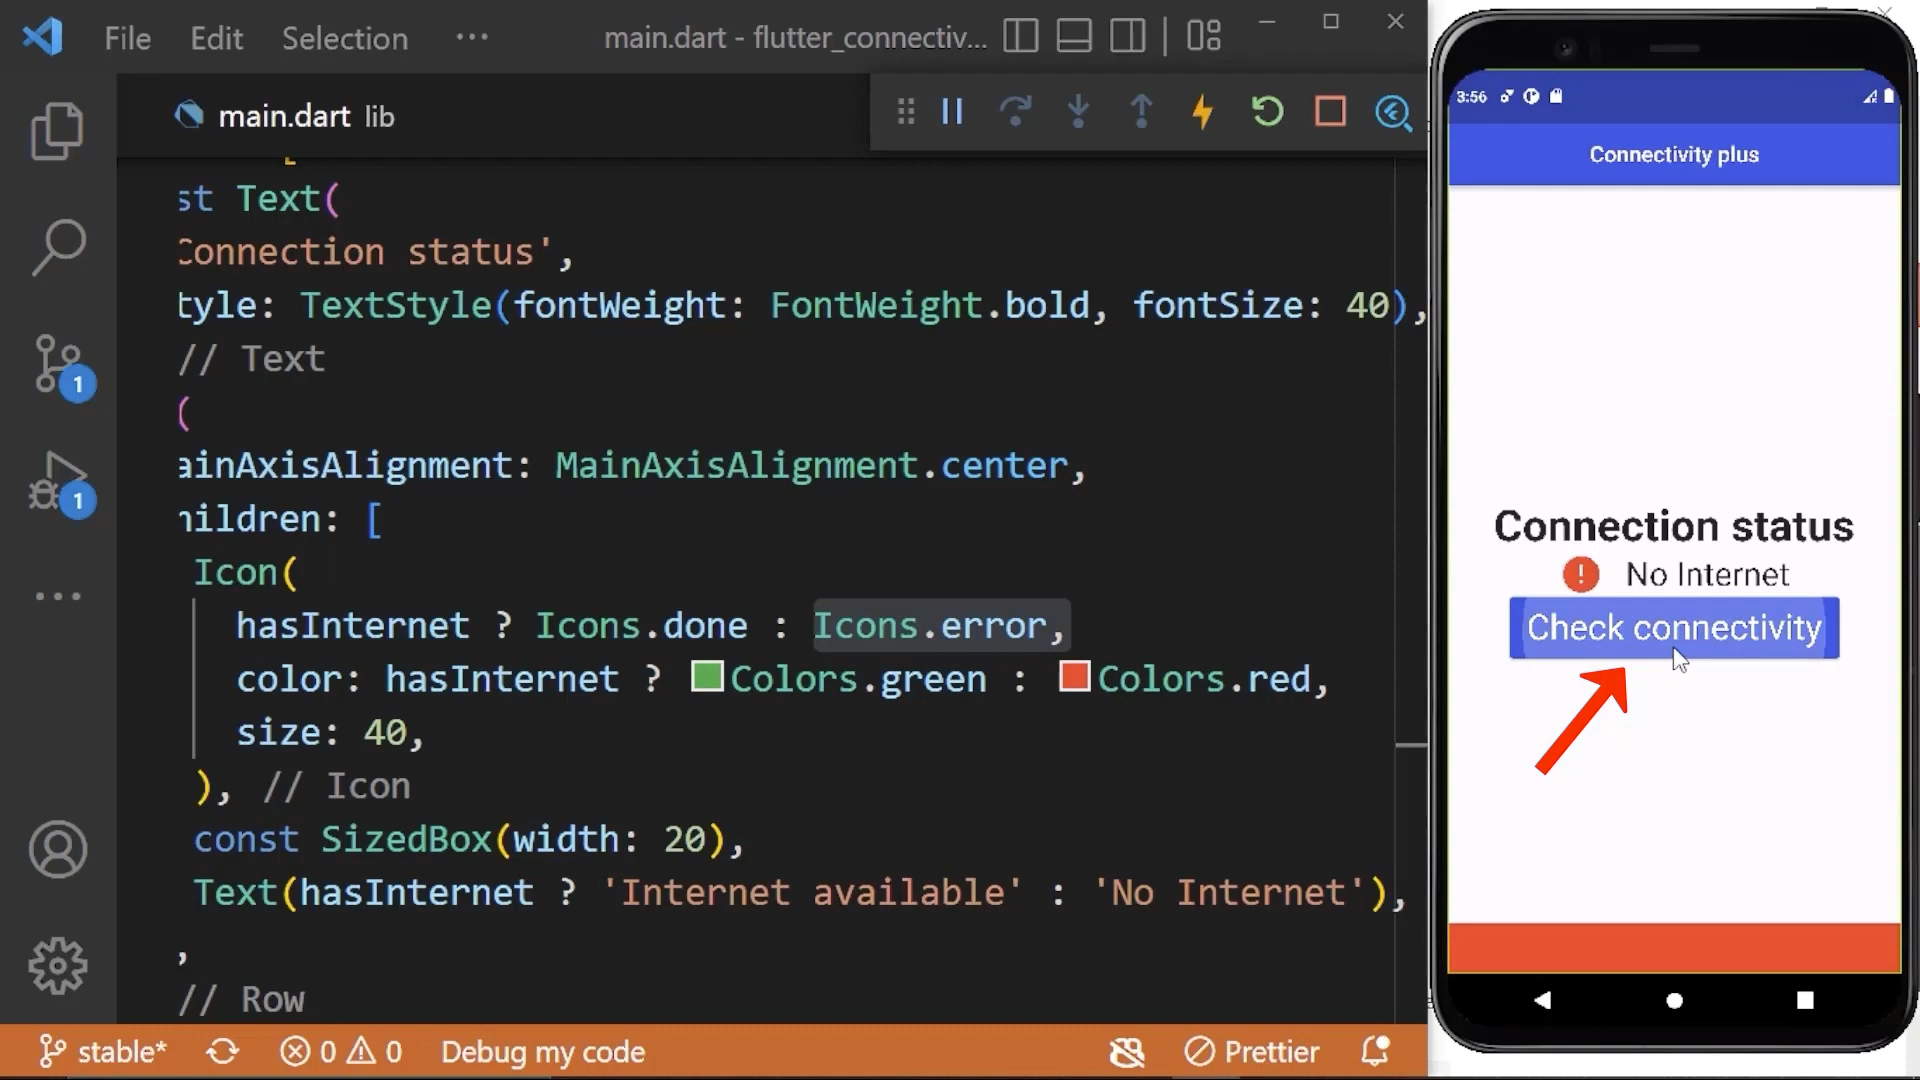 File Edit Selection ··· main.dart - flutter_connectiv...
main.dart lib
[
st Text(
Connection status',
tyle: TextStyle(fontWeight: FontWeight.bold, fontSize: 40),
// Text
(
ainAxisAlignment: MainAxisAlignment.center,
hildren: [
Icon(
hasInternet ? Icons.done : Icons.error,
color: hasInternet ? Colors.green : Colors.red,
size: 40,
), // Icon
const SizedBox(width: 20),
Text(hasInternet ? 'Internet available' : 'No Internet'),
,
// Row
1
1
stable* 0 0 Debug my code Prettier
3:56
Connectivity plus
Connection status
! No Internet
Check connectivity